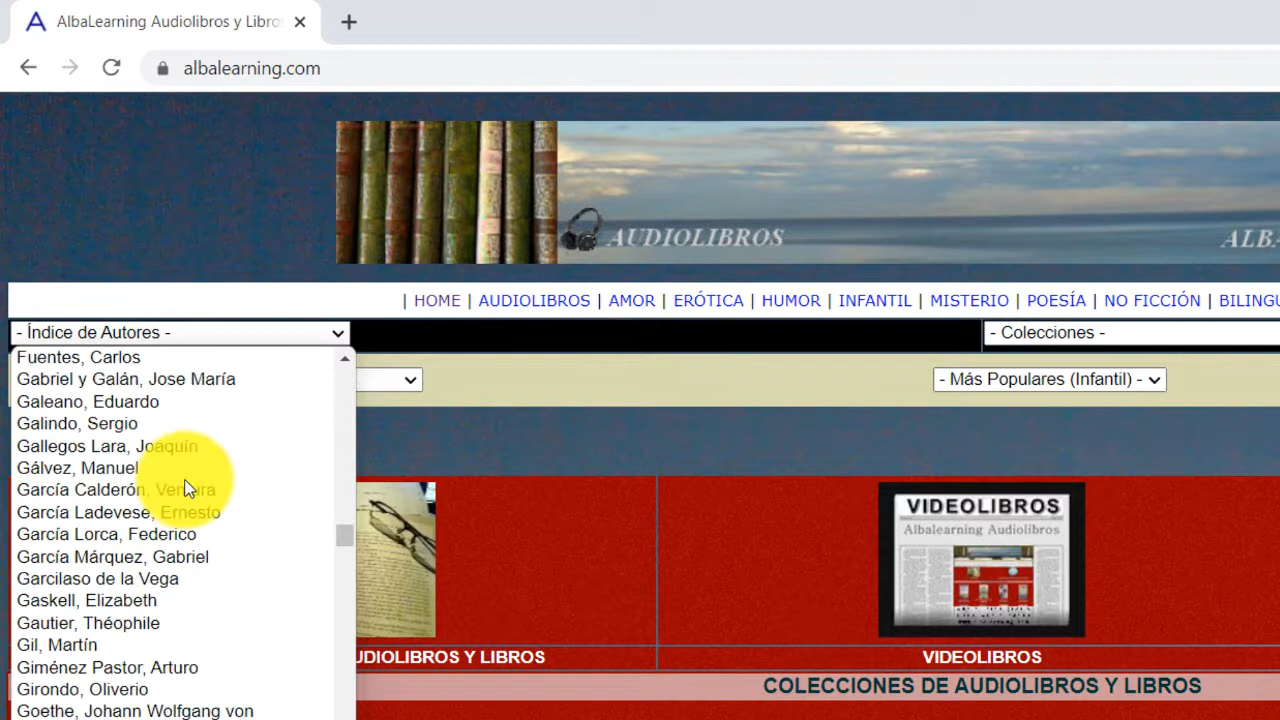 AlbaLearning Audiolibros y Libro
albalearning.com
AUDIOLIBROS
ALBA
| HOME | AUDIOLIBROS | AMOR | ERÓTICA | HUMOR | INFANTIL | MISTERIO | POESÍA | NO FICCIÓN | BILINGU
- Índice de Autores -
- Colecciones -
Fuentes, Carlos
Gabriel y Galán, Jose María
- Más Populares (Infantil) -
Galeano, Eduardo
Galindo, Sergio
Gallegos Lara, Joaquín
Gálvez, Manuel
García Calderón, Ventura
García Ladevese, Ernesto
García Lorca, Federico
García Márquez, Gabriel
Garcilaso de la Vega
Gaskell, Elizabeth
Gautier, Théophile
Gil, Martín
Giménez Pastor, Arturo
Girondo, Oliverio
Goethe, Johann Wolfgang von
VIDEOLIBROS
Albalearning Audiolibros
UDIOLIBROS Y LIBROS
VIDEOLIBROS
COLECCIONES DE AUDIOLIBROS Y LIBROS